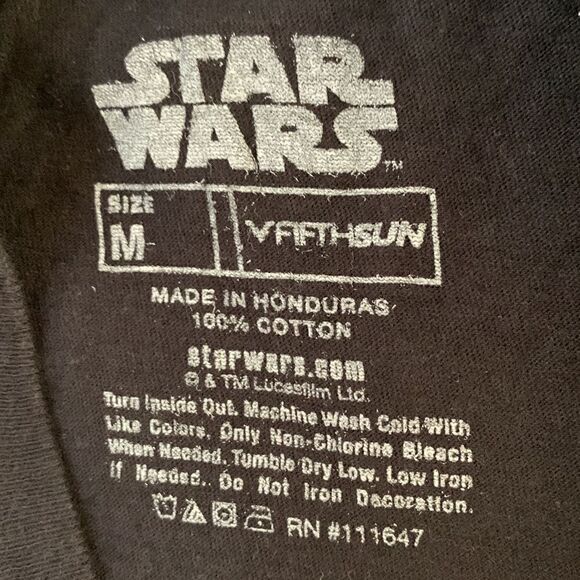 STAR
WARS™
SIZE
M
FIFTHSUN
MADE IN HONDURAS
100% COTTON
starwars.com
© & TM Lucasfilm Ltd.
Turn Inside Out. Machine Wash Cold With
Like Colors. Only Non-Chlorine Bleach
When Needed. Tumble Dry Low. Low Iron
if Needed.. Do Not Iron Decoration.
RN #111647